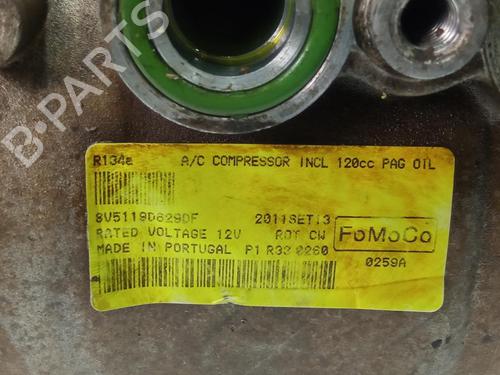 B-PARTS
R134a A/C COMPRESSOR INCL 120cc PAG OIL
8V5119D629DF 2011SET13
RATED VOLTAGE 12V ROT CW
FoMoCo
MADE IN PORTUGAL P1 R33 0260
0259A